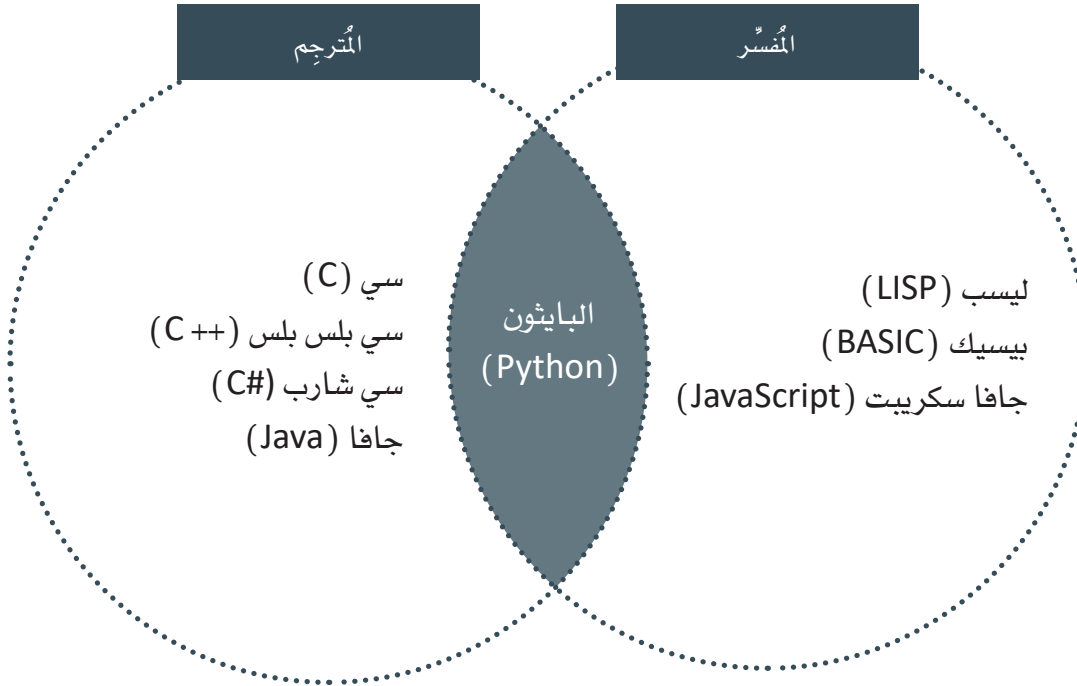 المُفسِّر
المُترجِم
ليسب (LISP)
بيسيك (BASIC)
جافا سكريبت (JavaScript)
البايثون
(Python)
سي (C)
سي بلس بلس (C ++)
سي شارب (C#)
جافا (Java)